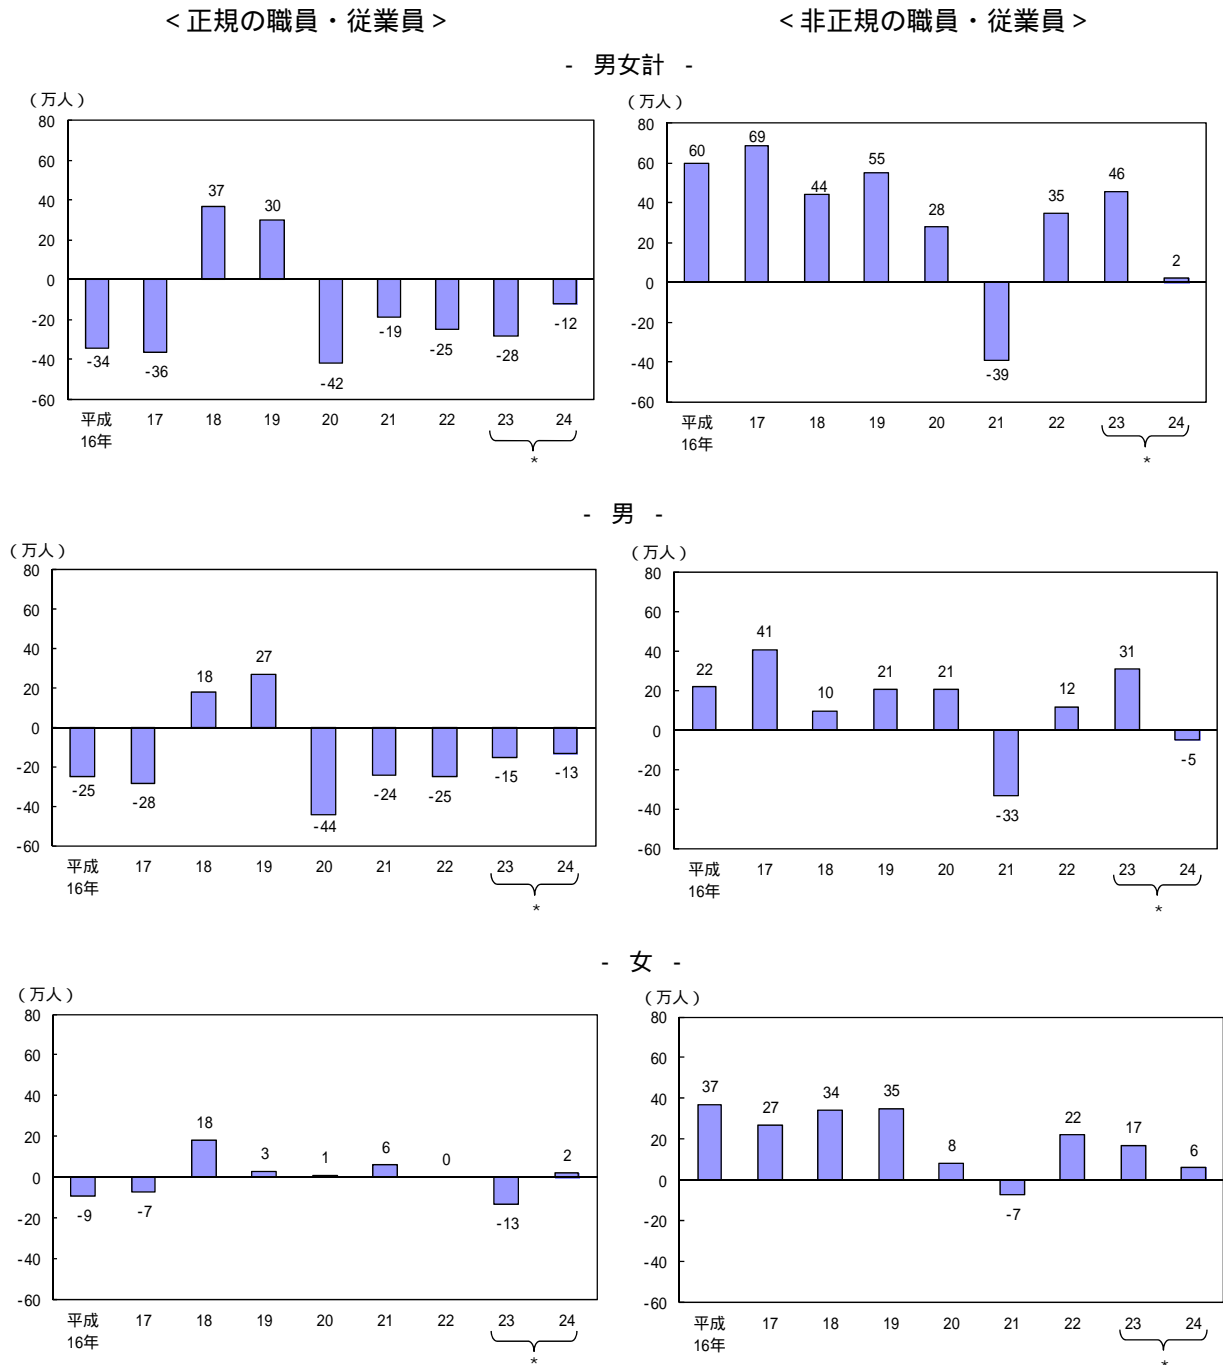 ＜正規の職員・従業員＞ ＜非正規の職員・従業員＞
- 男女計 -
（万人） （万人）
80 60 40 20 0 -20 -40 -60
-34 -36 37 30 -42 -19 -25 -28 -12
平成 17 18 19 20 21 22 23 24
16年
*
80 60 40 20 0 -20 -40 -60
60 69 44 55 28 -39 35 46 2
平成 17 18 19 20 21 22 23 24
16年
*
- 男 -
（万人） （万人）
80 60 40 20 0 -20 -40 -60
-25 -28 18 27 -44 -24 -25 -15 -13
平成 17 18 19 20 21 22 23 24
16年
*
80 60 40 20 0 -20 -40 -60
22 41 10 21 21 -33 12 31 -5
平成 17 18 19 20 21 22 23 24
16年
*
- 女 -
（万人） （万人）
80 60 40 20 0 -20 -40 -60
-9 -7 18 3 1 6 0 -13 2
平成 17 18 19 20 21 22 23 24
16年
*
80 60 40 20 0 -20 -40 -60
37 27 34 35 8 -7 22 17 6
平成 17 18 19 20 21 22 23 24
16年
*